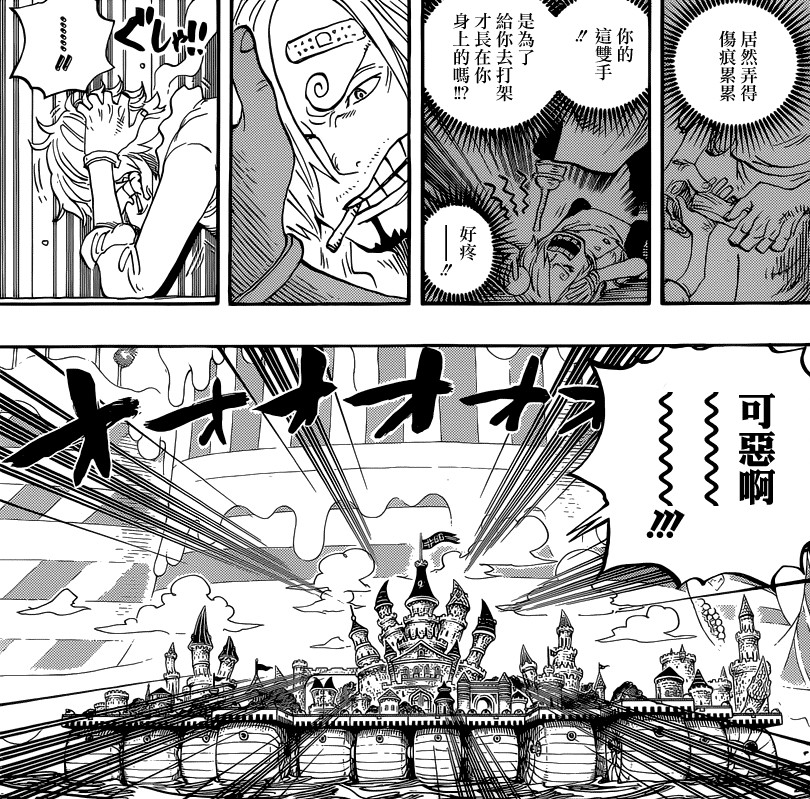 居然弄得
傷痕累累
你的
這雙手
!!
是為了
給你去打架
才長在你
身上的嗎!!?
好疼
——!!
………!!
ぐしゃ!!
可惡啊
〜〜〜
〜〜〜!!!
オオオオオオ
66